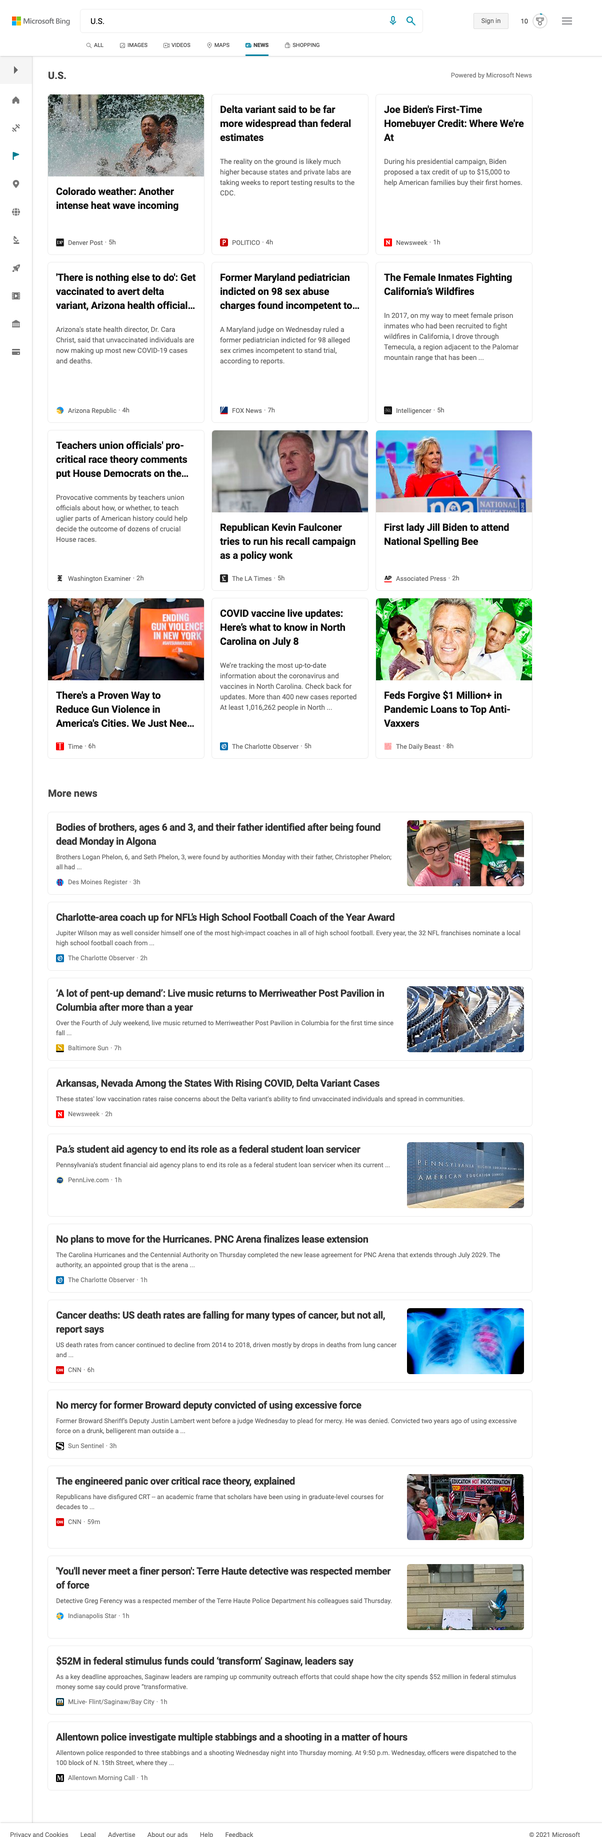 Microsoft Bing
U.S.
Sign in
10
ALL
IMAGES
VIDEOS
MAPS
NEWS
SHOPPING
U.S.
Powered by Microsoft News
Colorado weather: Another
intense heat wave incoming
Denver Post · 5h
Delta variant said to be far
more widespread than federal
estimates
The reality on the ground is likely much
higher because states and private labs are
taking weeks to report testing results to the
CDC.
POLITICO · 4h
Joe Biden's First-Time
Homebuyer Credit: Where We're
At
During his presidential campaign, Biden
proposed a tax credit of up to $15,000 to
help American families buy their first homes.
Newsweek · 1h
'There is nothing else to do': Get
vaccinated to avert delta
variant, Arizona health official...
Arizona's state health director, Dr. Cara
Christ, said that unvaccinated individuals are
now making up most new COVID-19 cases
and deaths.
Arizona Republic · 4h
Former Maryland pediatrician
indicted on 98 sex abuse
charges found incompetent to...
A Maryland judge on Wednesday ruled a
former pediatrician indicted for 98 alleged
sex crimes incompetent to stand trial,
according to reports.
FOX News · 7h
The Female Inmates Fighting
California's Wildfires
In 2017, on my way to meet female prison
inmates who had been recruited to fight
wildfires in California, I drove through
Temecula, a region adjacent to the Palomar
mountain range that has been ...
Intelligencer · 5h
Teachers union officials' pro-
critical race theory comments
put House Democrats on the...
Provocative comments by teachers union
officials about how, or whether, to teach
uglier parts of American history could help
decide the outcome of dozens of crucial
House races.
Washington Examiner · 2h
Republican Kevin Faulconer
tries to run his recall campaign
as a policy wonk
The LA Times · 5h
nea
NATIONAL
First lady Jill Biden to attend
National Spelling Bee
AP
Associated Press · 2h
ENDING
GUN VIOLENCE
IN NEW YORK
There's a Proven Way to
Reduce Gun Violence in
America's Cities. We Just Nee...
Time · 6h
COVID vaccine live updates:
Here's what to know in North
Carolina on July 8
We're tracking the most up-to-date
information about the coronavirus and
vaccines in North Carolina. Check back for
updates. More than 400 new cases reported
At least 1,016,262 people in North ...
The Charlotte Observer · 5h
Feds Forgive $1 Million+ in
Pandemic Loans to Top Anti-
Vaxxers
The Daily Beast · 8h
More news
Bodies of brothers, ages 6 and 3, and their father identified after being found
dead Monday in Algona
Brothers Logan Phelon, 6, and Seth Phelon, 3, were found by authorities Monday with their father, Christopher Phelon;
all had ...
Des Moines Register · 3h
Charlotte-area coach up for NFL's High School Football Coach of the Year Award
Jupiter Wilson may as well consider himself one of the most high-impact coaches in all of high school football. Every year, the 32 NFL franchises nominate a local
high school football coach from ...
The Charlotte Observer · 2h
'A lot of pent-up demand': Live music returns to Merriweather Post Pavilion in
Columbia after more than a year
Over the Fourth of July weekend, live music returned to Merriweather Post Pavilion in Columbia for the first time since
fall ...
Baltimore Sun · 7h
Arkansas, Nevada Among the States With Rising COVID, Delta Variant Cases
These states' low vaccination rates raise concerns about the Delta variant's ability to find unvaccinated individuals and spread in communities.
Newsweek · 2h
Pa.'s student aid agency to end its role as a federal student loan servicer
Pennsylvania's student financial aid agency plans to end its role as a federal student loan servicer when its current ...
PennLive.com · 1h
No plans to move for the Hurricanes. PNC Arena finalizes lease extension
The Carolina Hurricanes and the Centennial Authority on Thursday completed the new lease agreement for PNC Arena that extends through July 2029. The
authority, an appointed group that is the arena ...
The Charlotte Observer · 1h
Cancer deaths: US death rates are falling for many types of cancer, but not all,
report says
US death rates from cancer continued to decline from 2014 to 2018, driven mostly by drops in deaths from lung cancer
and ...
CNN · 6h
No mercy for former Broward deputy convicted of using excessive force
Former Broward Sheriff's Deputy Justin Lambert went before a judge Wednesday to plead for mercy. He was denied. Convicted two years ago of using excessive
force on a drunk, belligerent man outside a ...
Sun Sentinel · 3h
The engineered panic over critical race theory, explained
Republicans have disfigured CRT -- an academic frame that scholars have been using in graduate-level courses for
decades to ...
CNN · 59m
EDUCATION NOT INDOCTRINATION
'You'll never meet a finer person': Terre Haute detective was respected member
of force
Detective Greg Ferency was a respected member of the Terre Haute Police Department his colleagues said Thursday.
Indianapolis Star · 1h
$52M in federal stimulus funds could 'transform' Saginaw, leaders say
As a key deadline approaches, Saginaw leaders are ramping up community outreach efforts that could shape how the city spends $52 million in federal stimulus
money some say could prove "transformative.
MLive- Flint/Saginaw/Bay City · 1h
Allentown police investigate multiple stabbings and a shooting in a matter of hours
Allentown police responded to three stabbings and a shooting Wednesday night into Thursday morning. At 9:50 p.m. Wednesday, officers were dispatched to the
100 block of N. 15th Street, where they ...
Allentown Morning Call · 1h
Privacy and Cookies
Legal
Advertise
About our ads
Help
Feedback
© 2021 Microsoft